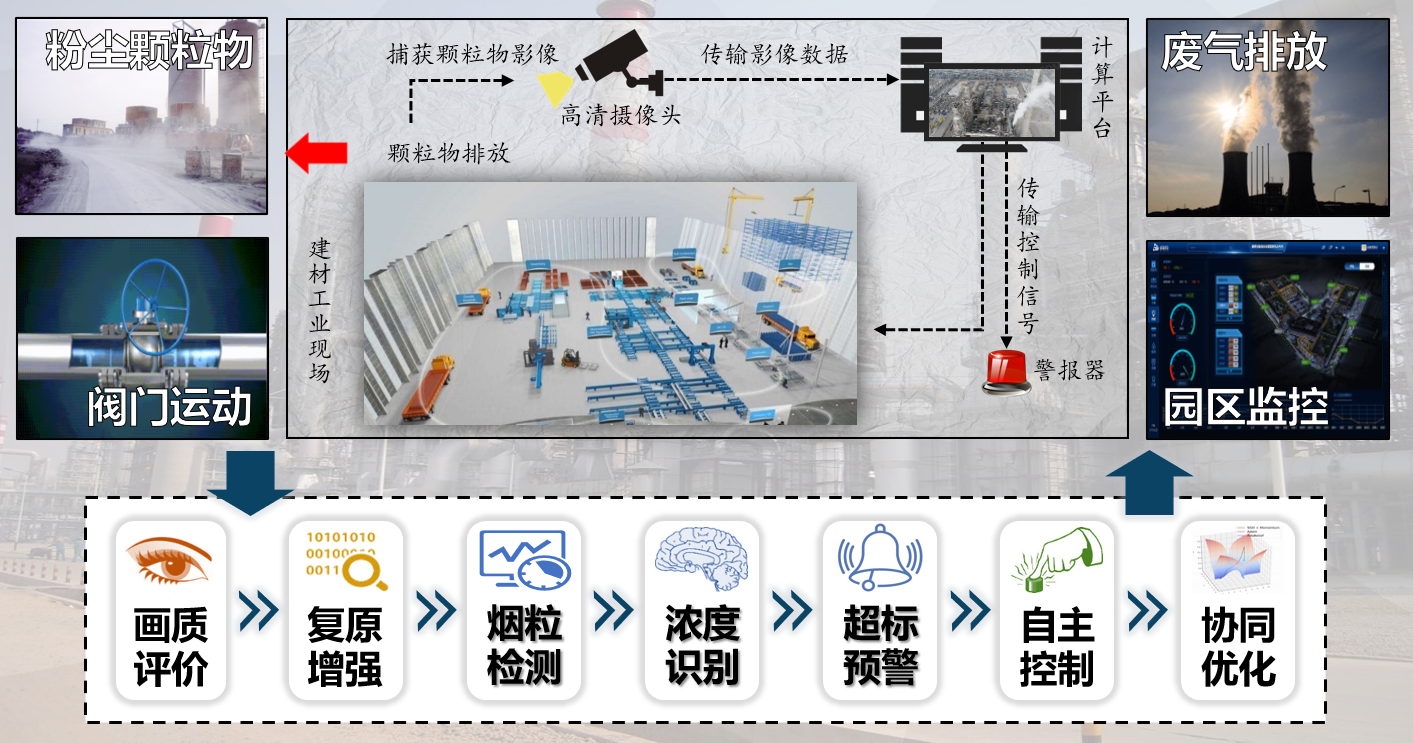 粉尘颗粒物
捕获颗粒物影像
传输影像数据
计算平台
废气排放
高清摄像头
颗粒物排放
传输控制信号
建材工业现场
警报器
阀门运动
园区监控
10101010
001000
0011
画质
评价
复原
增强
烟粒
检测
浓度
识别
超标
预警
自主
控制
协同
优化